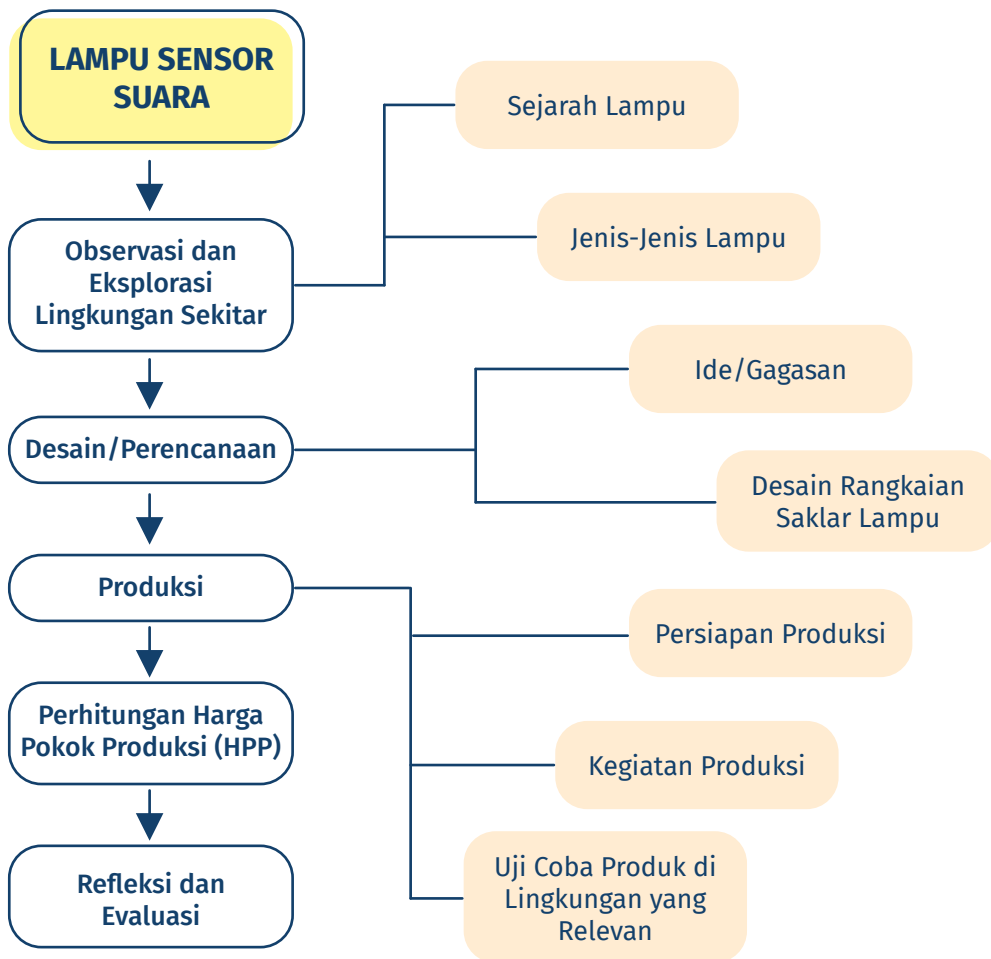 LAMPU SENSOR
SUARA
Observasi dan
Eksplorasi
Lingkungan Sekitar
Sejarah Lampu
Jenis-Jenis Lampu
Desain/Perencanaan
Ide/Gagasan
Desain Rangkaian
Saklar Lampu
Produksi
Persiapan Produksi
Kegiatan Produksi
Uji Coba Produk di
Lingkungan yang
Relevan
Perhitungan Harga
Pokok Produksi (HPP)
Refleksi dan
Evaluasi